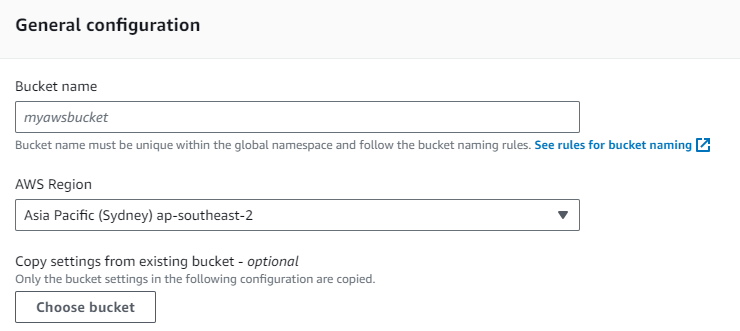 General configuration
Bucket name
myawsbucket
Bucket name must be unique within the global namespace and follow the bucket naming rules. See rules for bucket naming
AWS Region
Asia Pacific (Sydney) ap-southeast-2
Copy settings from existing bucket - optional
Only the bucket settings in the following configuration are copied.
Choose bucket